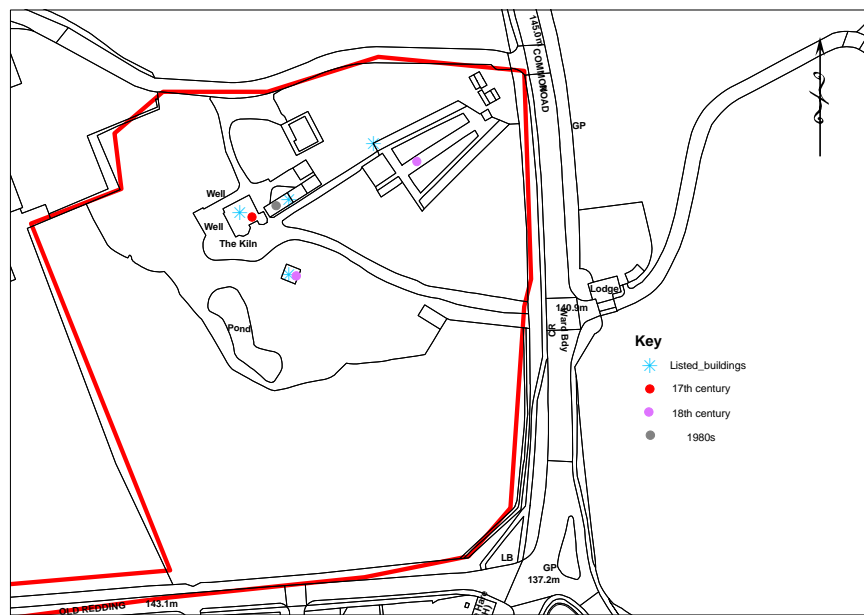 145.0m
COMMON ROAD
GP
Well
Well
The Kiln
Pond
Lodge
140.9m
CR
Ward Bdy
Key
Listed_buildings
17th century
18th century
1980s
LB
GP
137.2m
OLD REDDING
143.1m